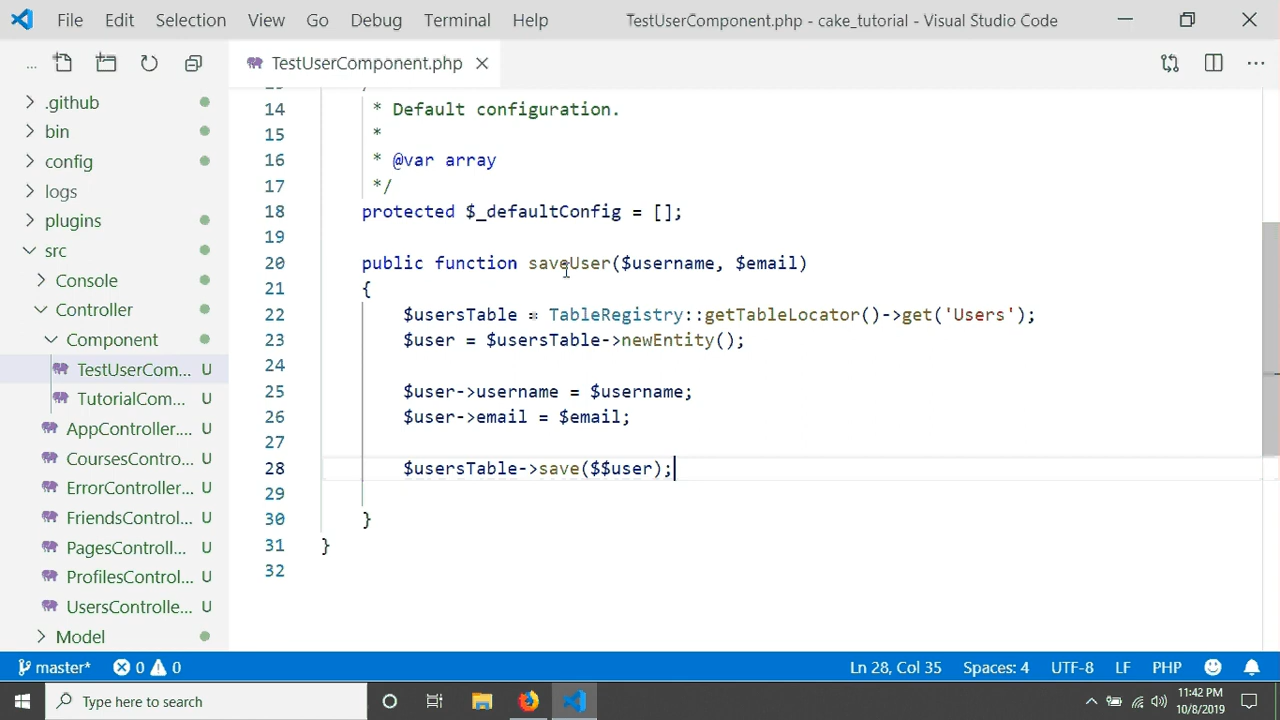 File Edit Selection View Go Debug Terminal Help TestUserComponent.php - cake_tutorial - Visual Studio Code
... TestUserComponent.php
.github
bin
config
logs
plugins
src
Console
Controller
Component
TestUserCom... U
TutorialCom... U
AppController.... U
CoursesContr... U
ErrorController... U
FriendsControl... U
PagesControll... U
ProfilesControl... U
UsersControlle... U
Model
14 * Default configuration.
15 *
16 * @var array
17 */
18 protected $_defaultConfig = [];
19
20 public function saveUser($username, $email)
21 {
22 $usersTable = TableRegistry::getTableLocator()->get('Users');
23 $user = $usersTable->newEntity();
24
25 $user->username = $username;
26 $user->email = $email;
27
28 $usersTable->save($$user);
29
30 }
31 }
32
master* 0 0 Ln 28, Col 35 Spaces: 4 UTF-8 LF PHP
Type here to search 11:42 PM
10/8/2019